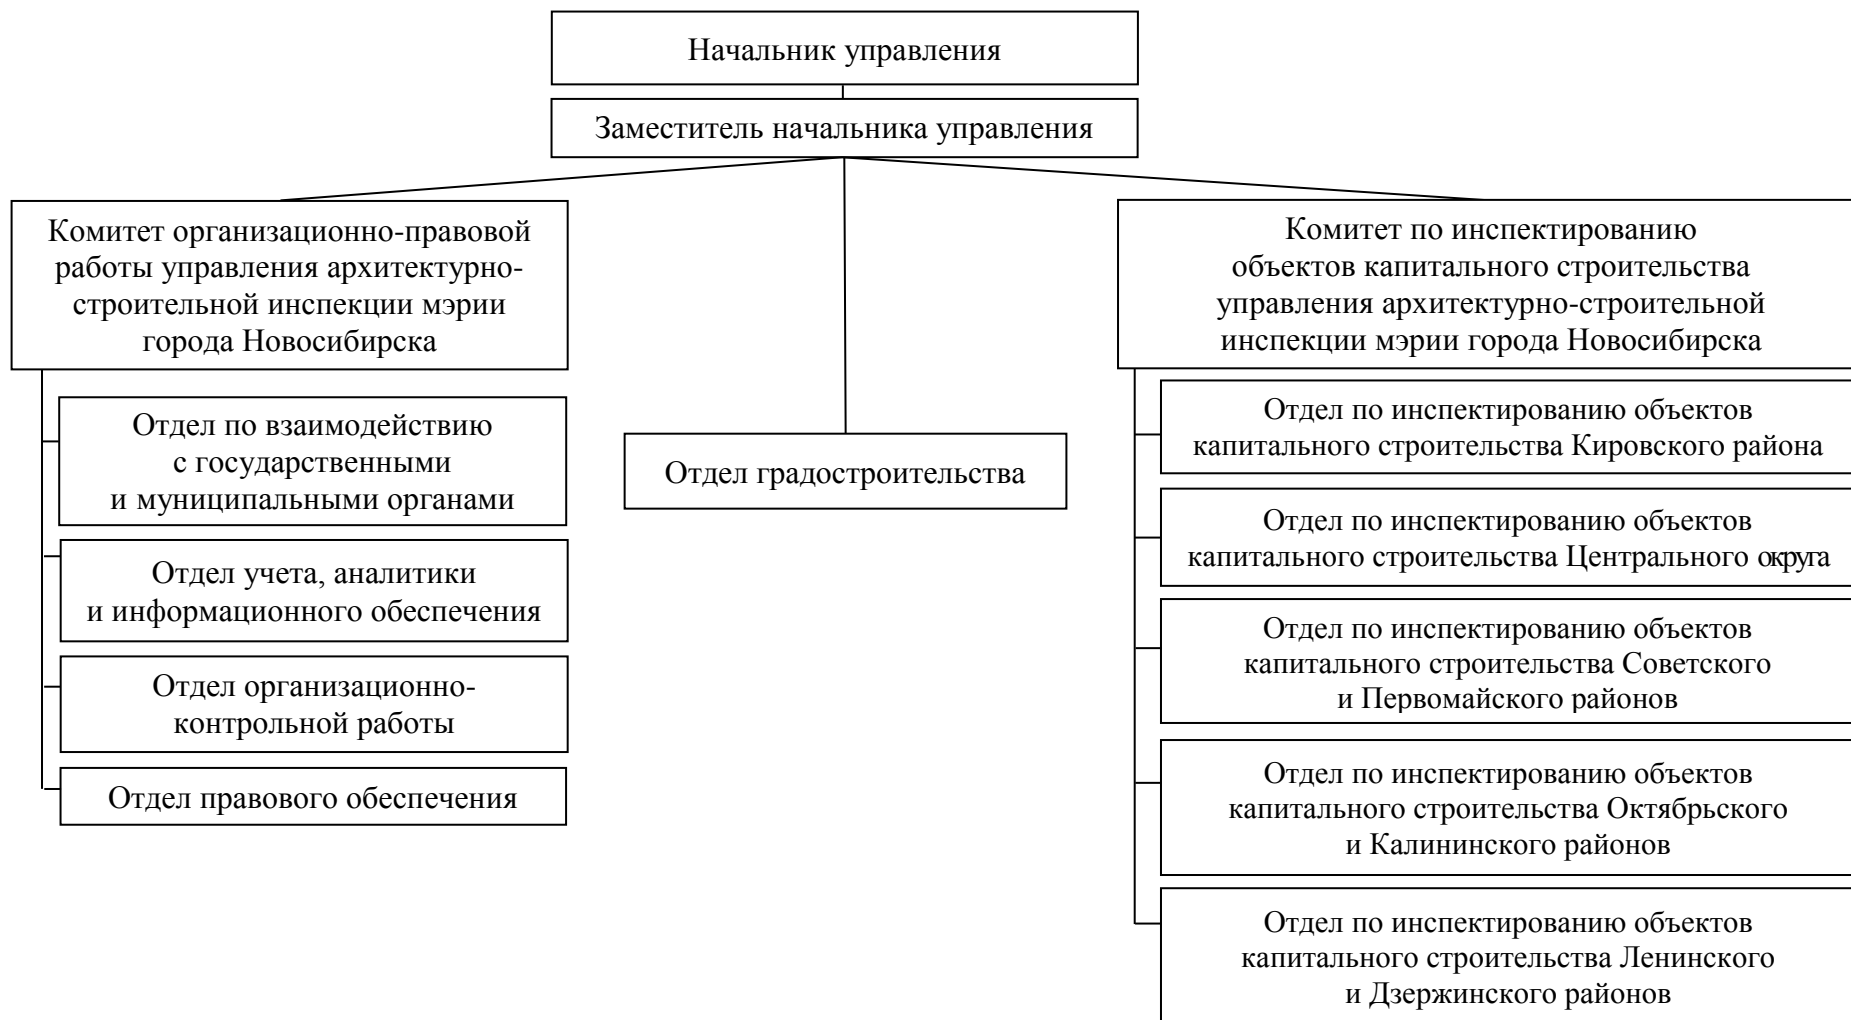 Начальник управления
Заместитель начальника управления
Комитет организационно-правовой
работы управления архитектурно-
строительной инспекции мэрии
города Новосибирска
Отдел по взаимодействию
с государственными
и муниципальными органами
Отдел учета, аналитики
и информационного обеспечения
Отдел организационно-
контрольной работы
Отдел правового обеспечения
Отдел градостроительства
Комитет по инспектированию
объектов капитального строительства
управления архитектурно-строительной
инспекции мэрии города Новосибирска
Отдел по инспектированию объектов
капитального строительства Кировского района
Отдел по инспектированию объектов
капитального строительства Центрального округа
Отдел по инспектированию объектов
капитального строительства Советского
и Первомайского районов
Отдел по инспектированию объектов
капитального строительства Октябрьского
и Калининского районов
Отдел по инспектированию объектов
капитального строительства Ленинского
и Дзержинского районов